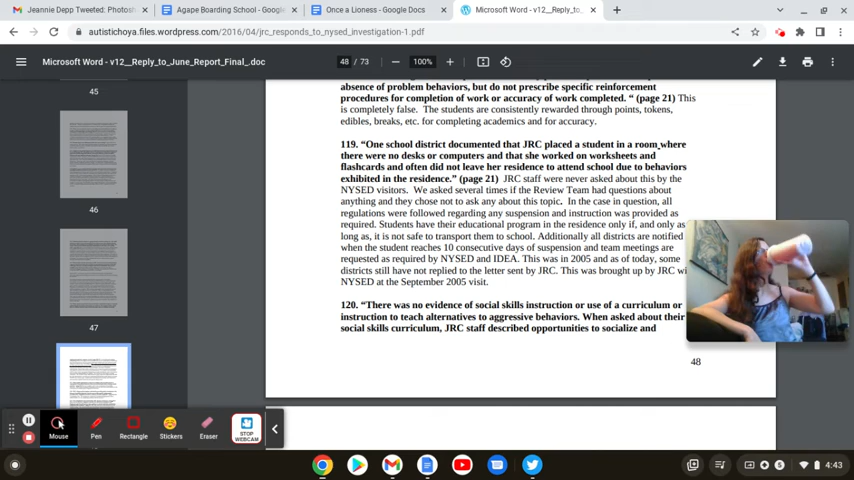 Jeannie Depp Tweeted: Photosh
Agape Boarding School - Google
Once a Lioness - Google Docs
Microsoft Word - v12__Reply_to_
autistichoya.files.wordpress.com/2016/04/jrc_responds_to_nysed_investigation-1.pdf
Microsoft Word - v12__Reply_to_June_Report_Final_.doc
48 / 73
100%
45
46
47
absence of problem behaviors, but do not prescribe specific reinforcement
procedures for completion of work or accuracy of work completed. “ (page 21) This
is completely false. The students are consistently rewarded through points, tokens,
edibles, breaks, etc. for completing academics and for accuracy.
119. “One school district documented that JRC placed a student in a room where
there were no desks or computers and that she worked on worksheets and
flashcards and often did not leave her residence to attend school due to behaviors
exhibited in the residence.” (page 21) JRC staff were never asked about this by the
NYSED visitors. We asked several times if the Review Team had questions about
anything and they chose not to ask any about this topic. In the case in question, all
regulations were followed regarding any suspension and instruction was provided as
required. Students have their educational program in the residence only if, and only as
long as, it is not safe to transport them to school. Additionally all districts are notified
when the student reaches 10 consecutive days of suspension and team meetings are
requested as required by NYSED and IDEA. This was in 2005 and as of today, some
districts still have not replied to the letter sent by JRC. This was brought up by JRC wi
NYSED at the September 2005 visit.
120. “There was no evidence of social skills instruction or use of a curriculum or
instruction to teach alternatives to aggressive behaviors. When asked about their
social skills curriculum, JRC staff described opportunities to socialize and
48
Mouse
Pen
Rectangle
Stickers
Eraser
STOP
WEBCAM
4:43